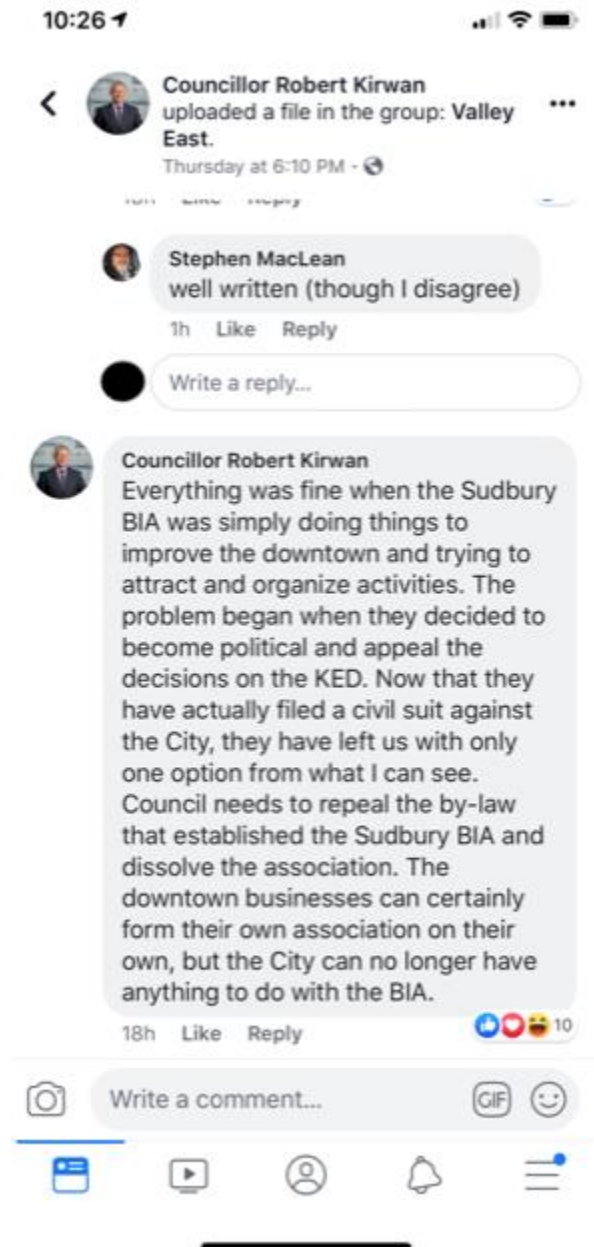 10:26
Councillor Robert Kirwan
uploaded a file in the group: Valley
East.
Thursday at 6:10 PM -
Like Reply
Stephen MacLean
well written (though I disagree)
1h Like Reply
Write a reply...
Councillor Robert Kirwan
Everything was fine when the Sudbury
BIA was simply doing things to
improve the downtown and trying to
attract and organize activities. The
problem began when they decided to
become political and appeal the
decisions on the KED. Now that they
have actually filed a civil suit against
the City, they have left us with only
one option from what I can see.
Council needs to repeal the by-law
that established the Sudbury BIA and
dissolve the association. The
downtown businesses can certainly
form their own association on their
own, but the City can no longer have
anything to do with the BIA.
18h Like Reply 10
Write a comment... GIF